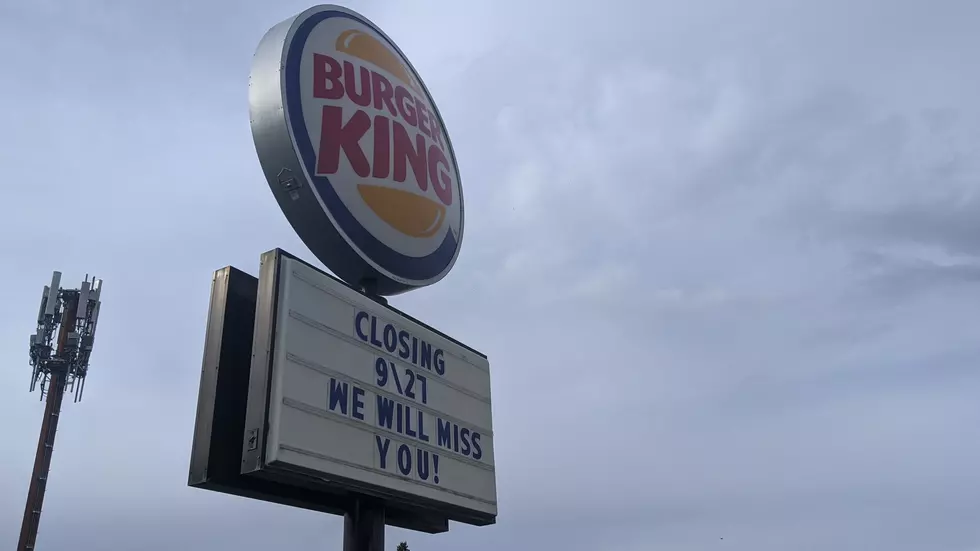 BURGER
KING
CLOSING
9\27
WE WILL MISS
YOU!